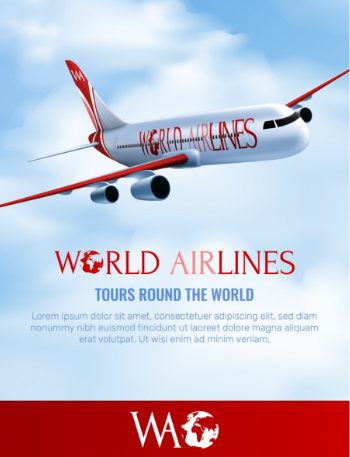 WA
WORLD AIRLINES
WORLD AIRLINES
TOURS ROUND THE WORLD
Lorem ipsum dolor sit amet, consectetuer adipiscing elit, sed diam
nonummy nibh euismod tincidunt ut laoreet dolore magna aliquam
erat volutpat. Ut wisi enim ad minim veniam,
WA